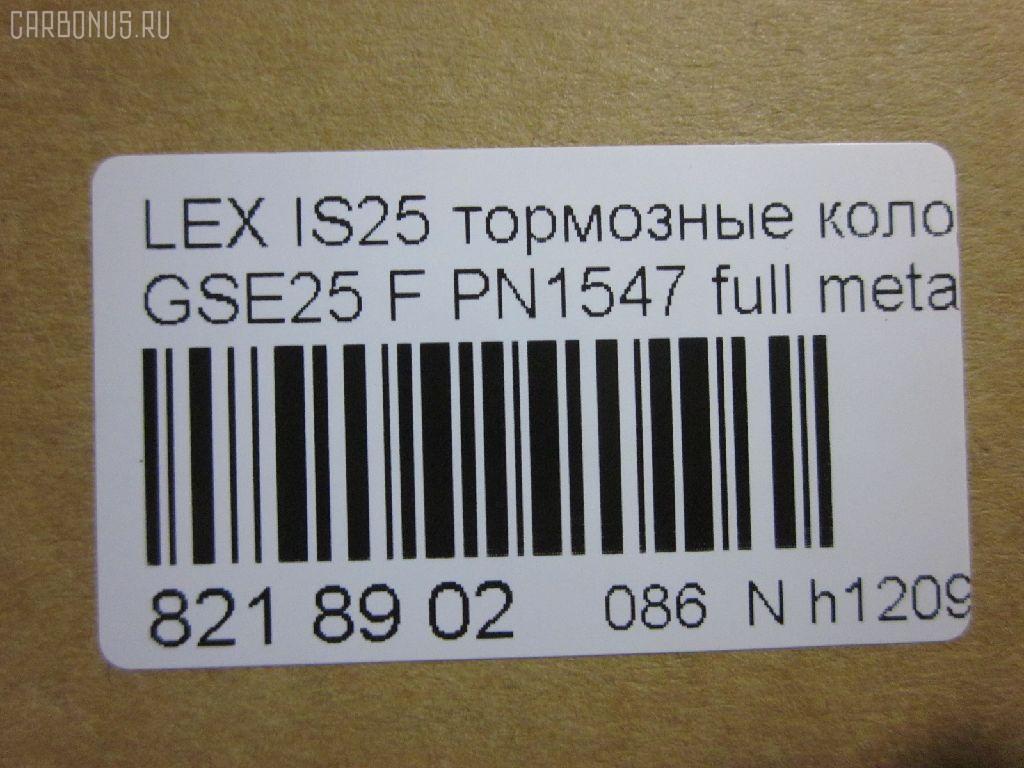 CARBONUS.RU
LEX IS25 тормозные коло
GSE25 F PN1547 full meta
821 89 02 086 N h1209